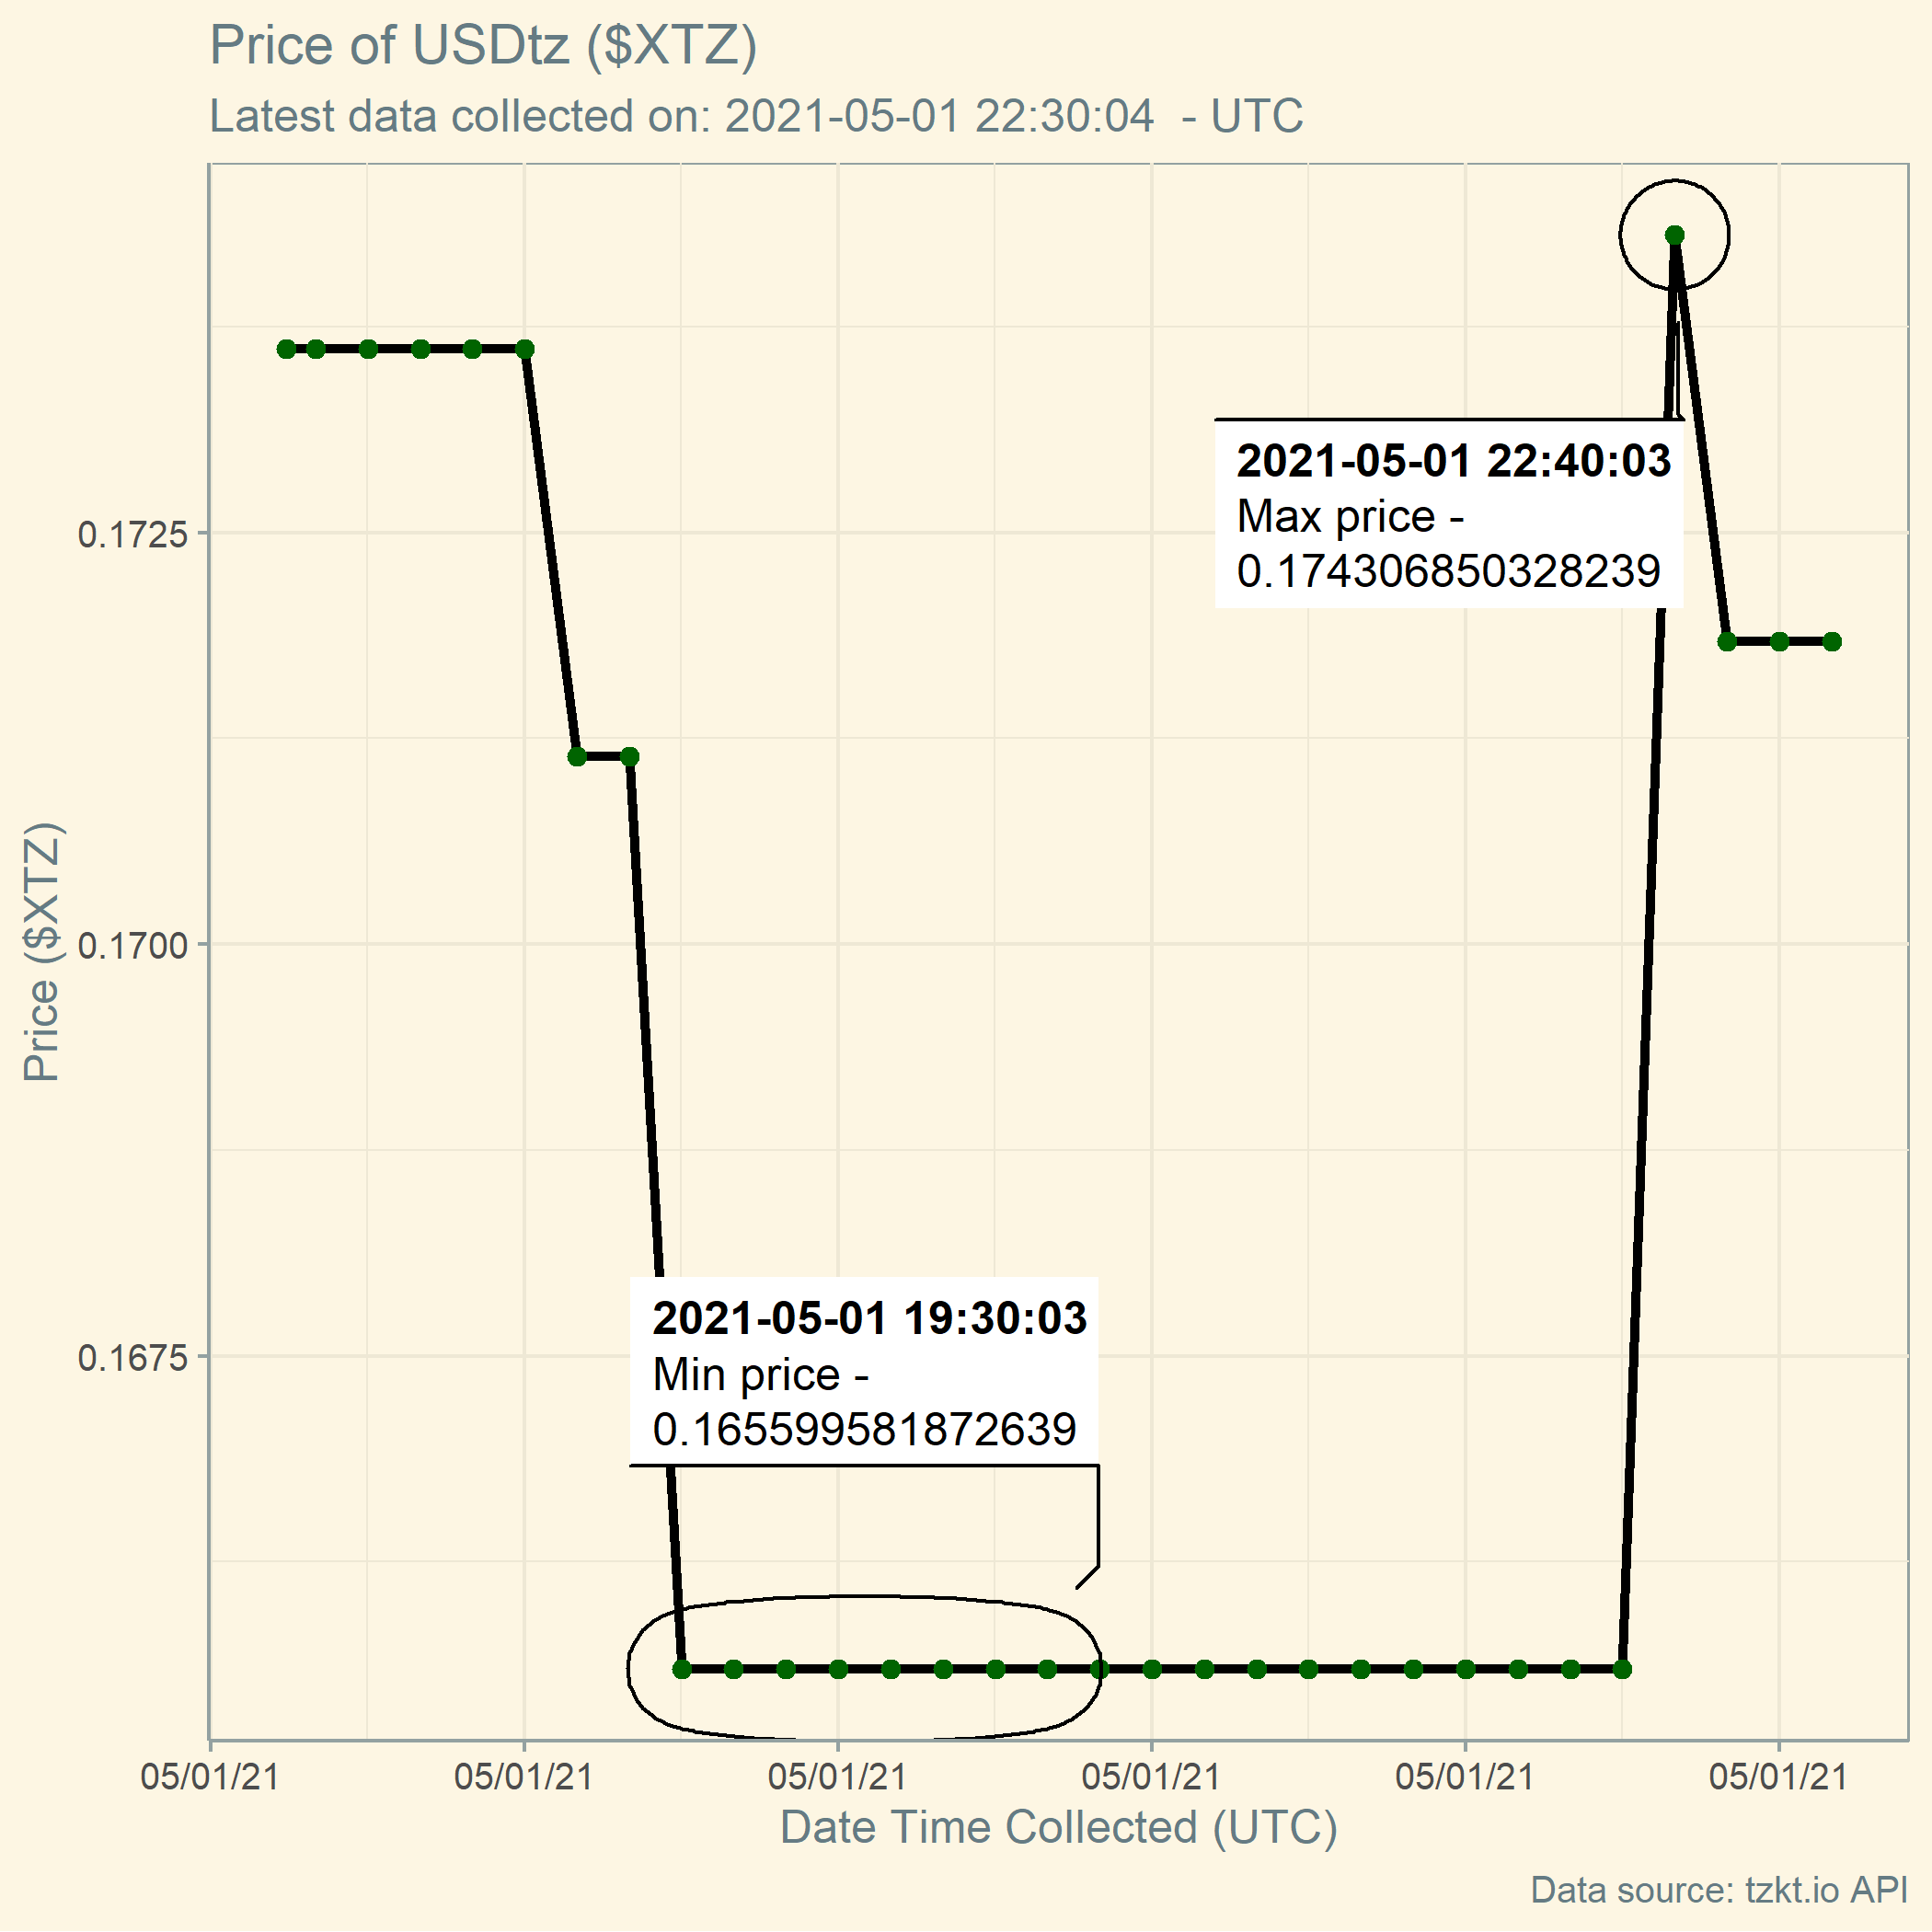 Price of USDtz ($XTZ)
Latest data collected on: 2021-05-01 22:30:04  - UTC
2021-05-01 22:40:03
Max price -
0.174306850328239
0.1725
0.1700
0.1675
Price ($XTZ)
2021-05-01 19:30:03
Min price -
0.165599581872639
05/01/21 05/01/21 05/01/21 05/01/21 05/01/21 05/01/21
Date Time Collected (UTC)
Data source: tzkt.io API